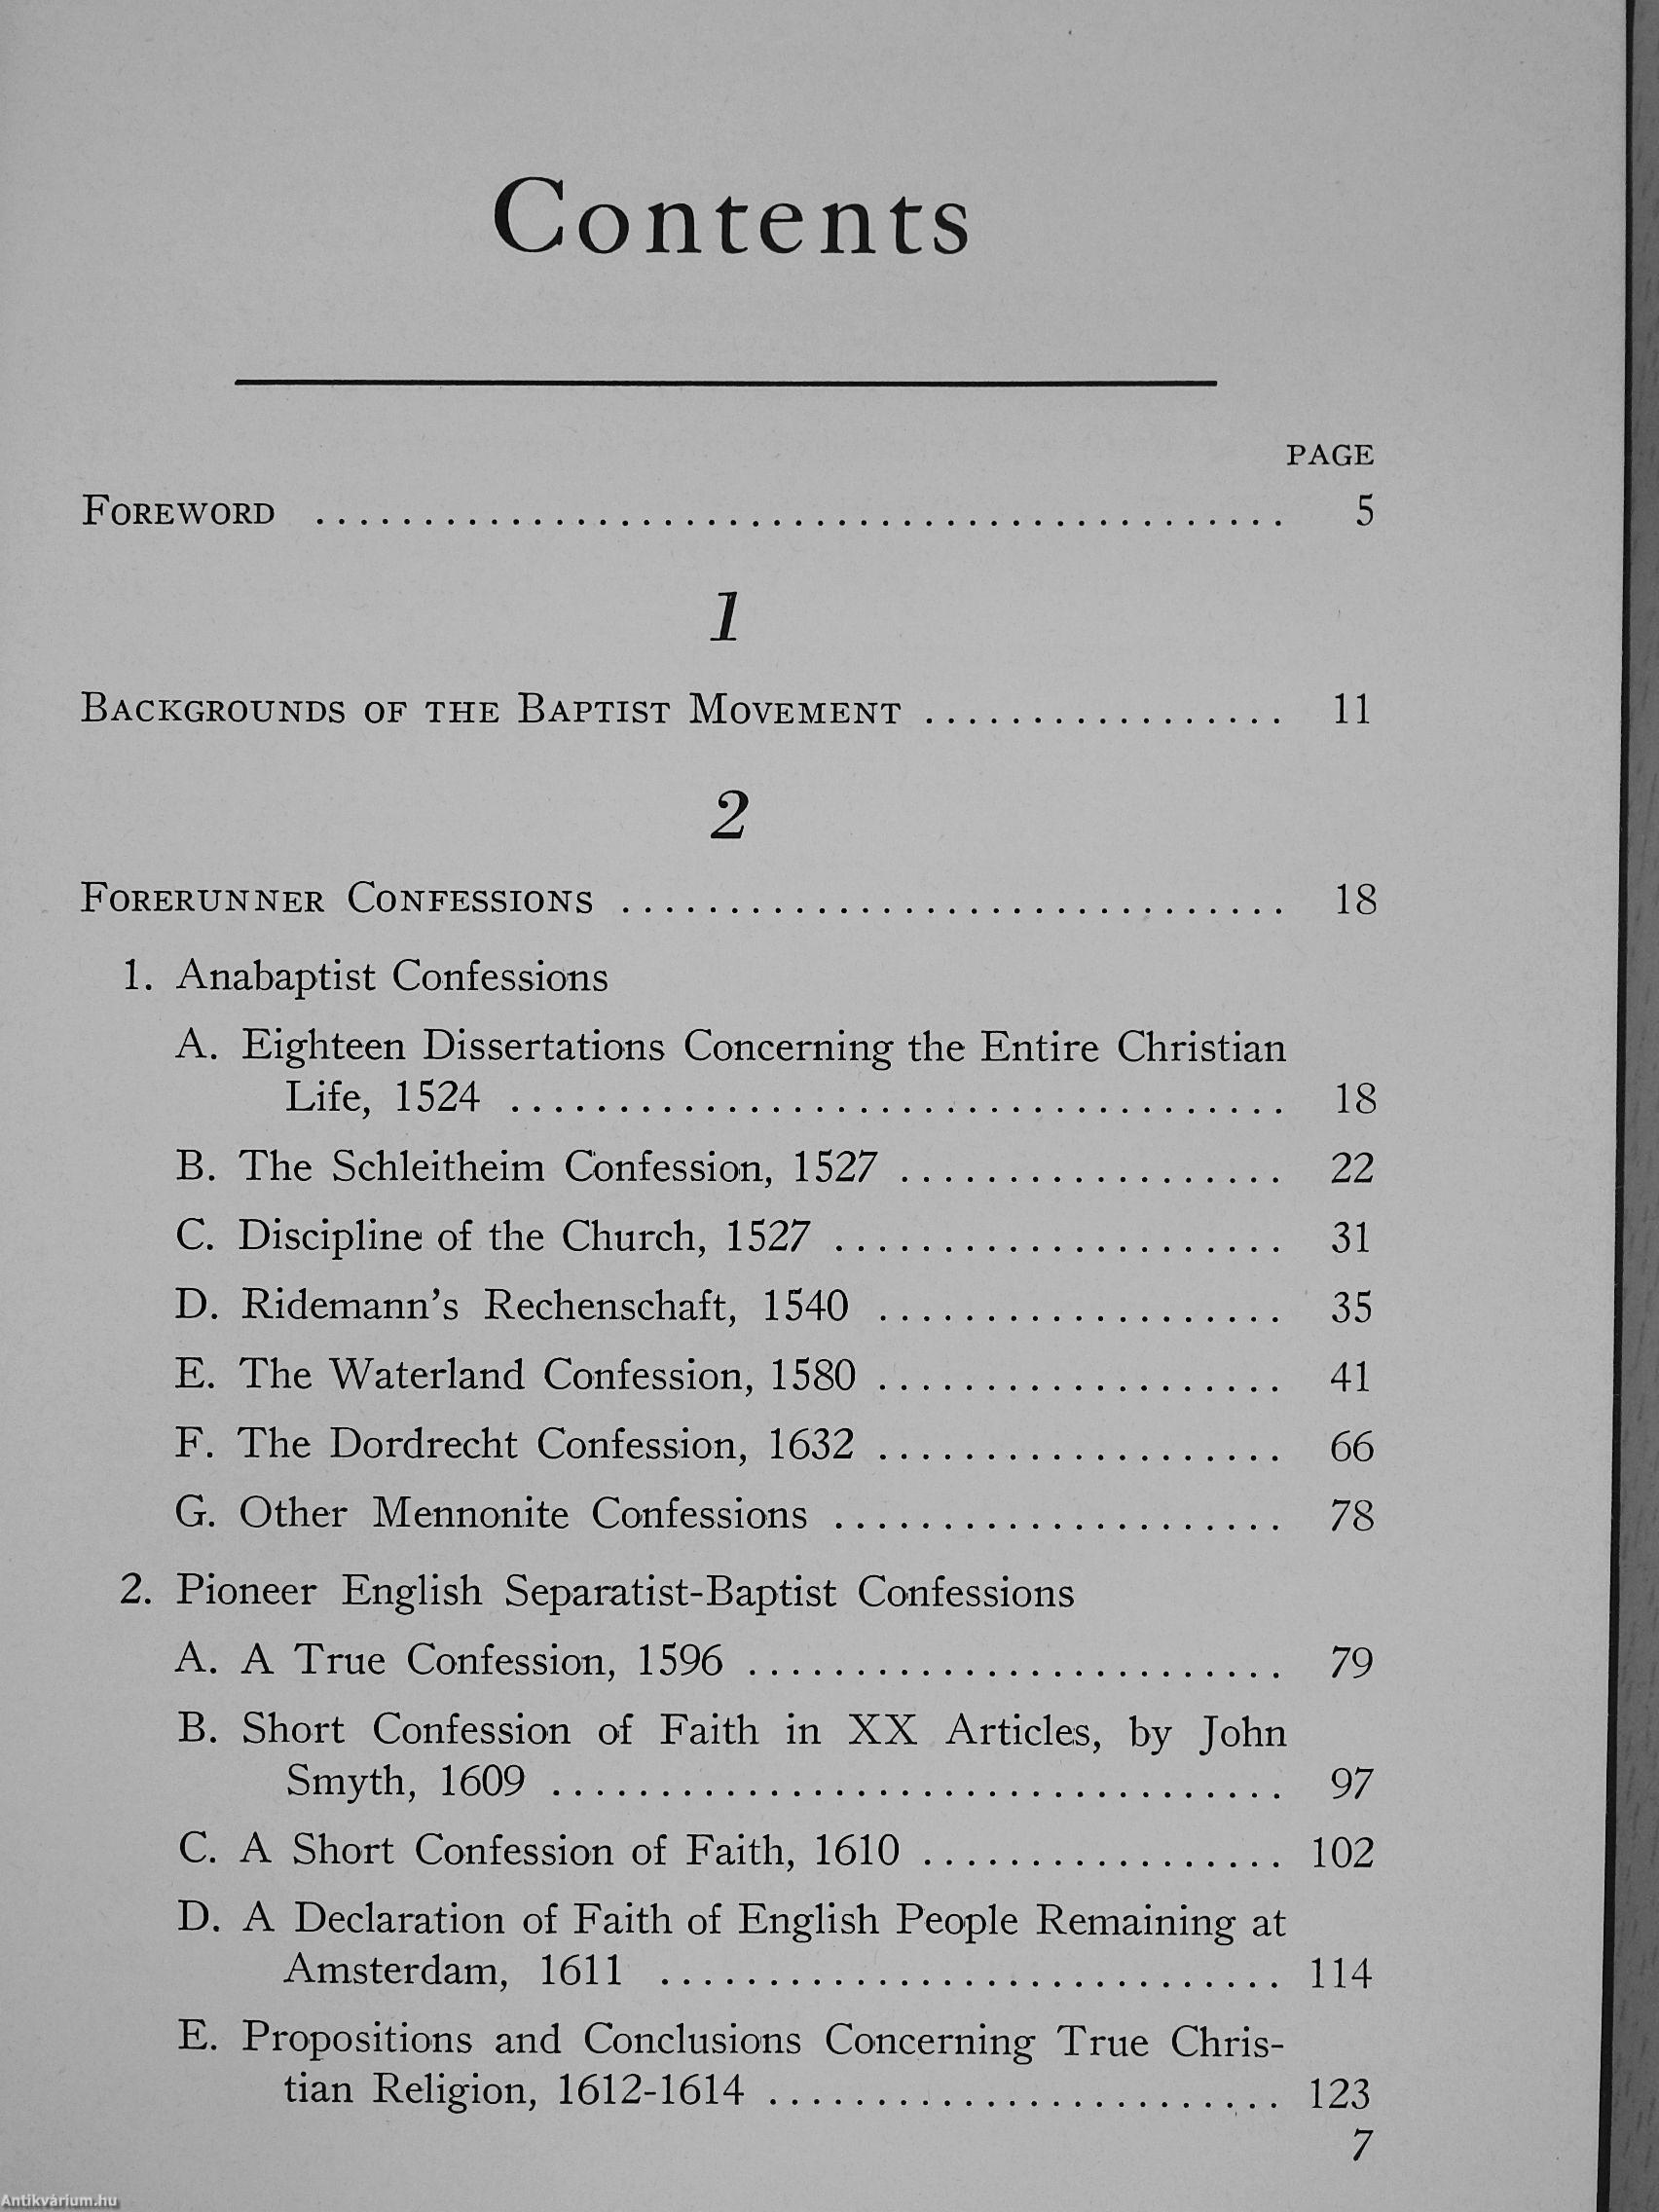 Contents
PAGE
FOREWORD ............................................. 5
1
BACKGROUNDS OF THE BAPTIST MOVEMENT ................. 11
2
FORERUNNER CONFESSIONS ............................... 18
1. Anabaptist Confessions
A. Eighteen Dissertations Concerning the Entire Christian
Life, 1524 .................................... 18
B. The Schleitheim Confession, 1527 .................. 22
C. Discipline of the Church, 1527 ..................... 31
D. Ridemann's Rechenschaft, 1540 ................... 35
E. The Waterland Confession, 1580 ................... 41
F. The Dordrecht Confession, 1632 ................... 66
G. Other Mennonite Confessions ..................... 78
2. Pioneer English Separatist-Baptist Confessions
A. A True Confession, 1596 ......................... 79
B. Short Confession of Faith in XX Articles, by John
Smyth, 1609 .................................. 97
C. A Short Confession of Faith, 1610 ................. 102
D. A Declaration of Faith of English People Remaining at
Amsterdam, 1611 ............................. 114
E. Propositions and Conclusions Concerning True Chris-
tian Religion, 1612-1614 ........................ 123
7
Antikvárium.hu